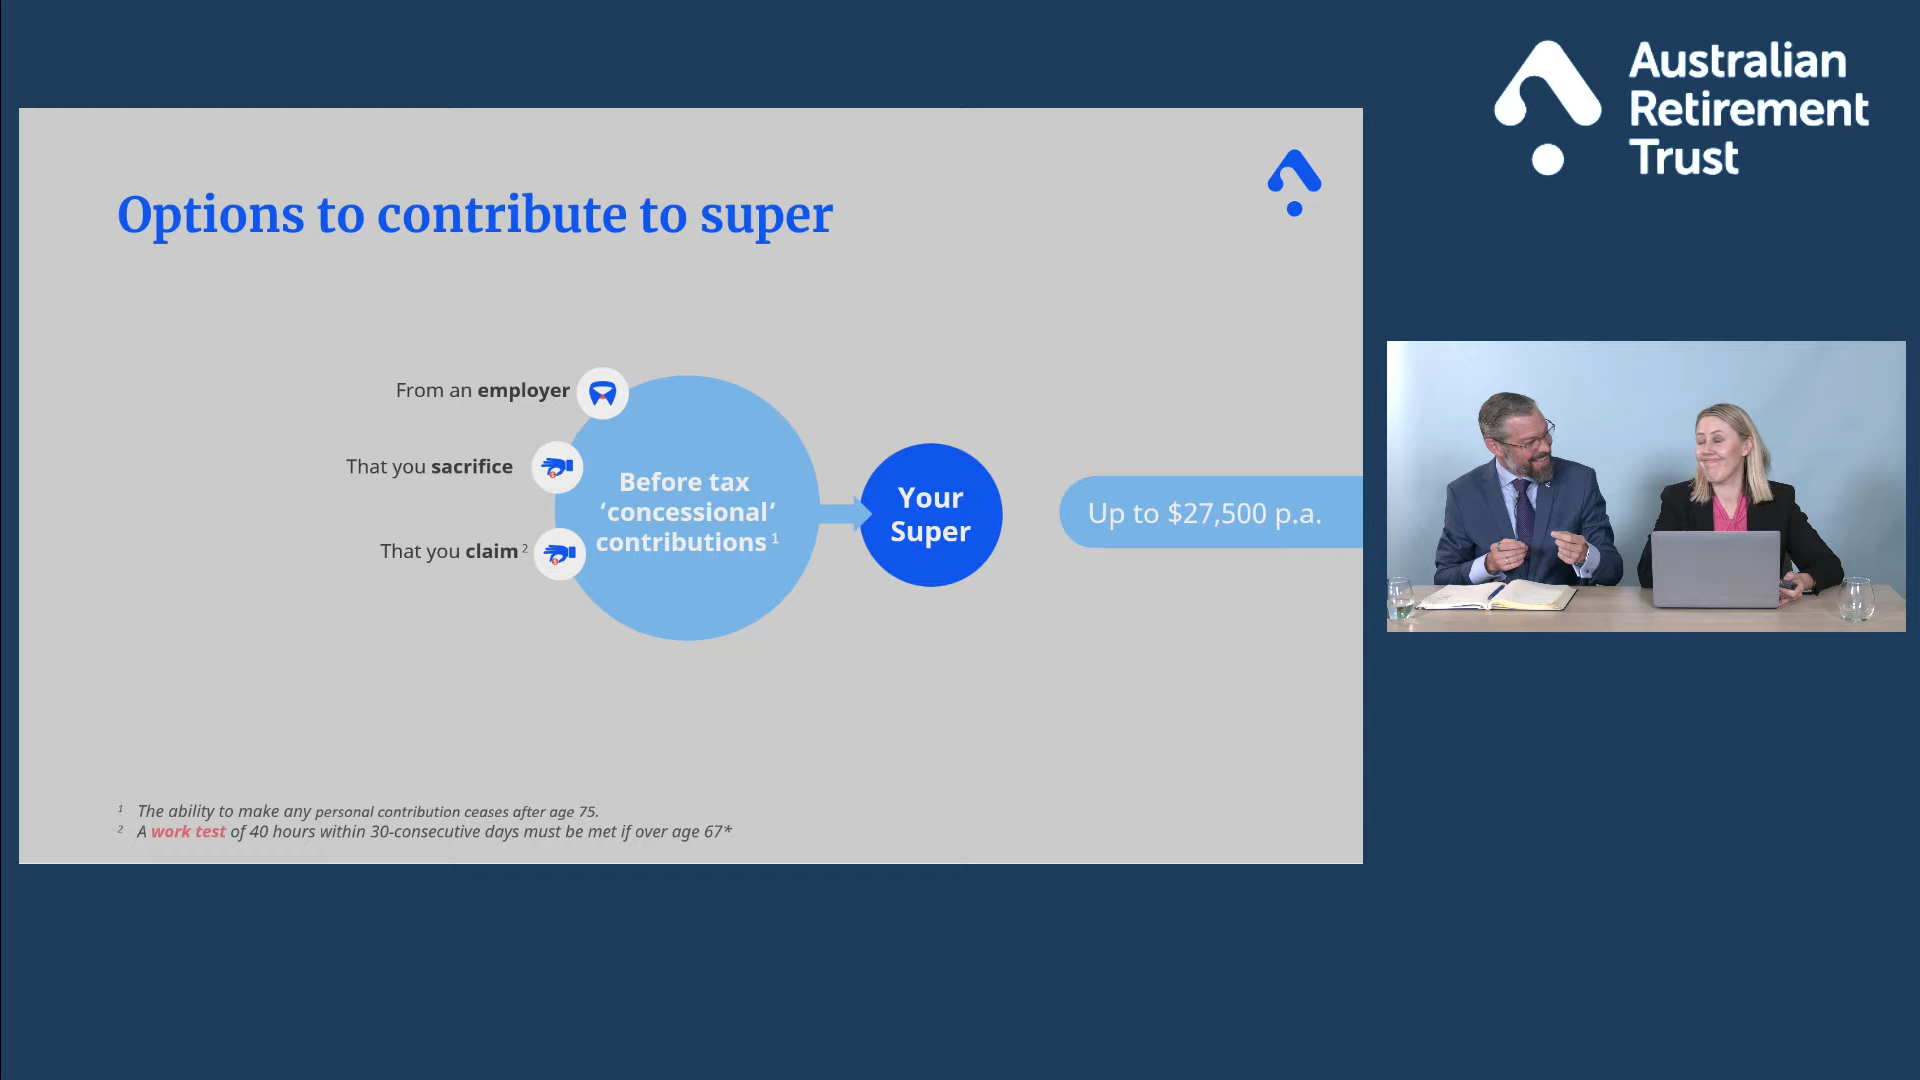 Australian
Retirement
Trust
Options to contribute to super
From an employer
That you sacrifice
That you claim 2
Before tax
‘concessional’
contributions 1
Your
Super
Up to $27,500 p.a.
1 The ability to make any personal contribution ceases after age 75.
2 A work test of 40 hours within 30-consecutive days must be met if over age 67*